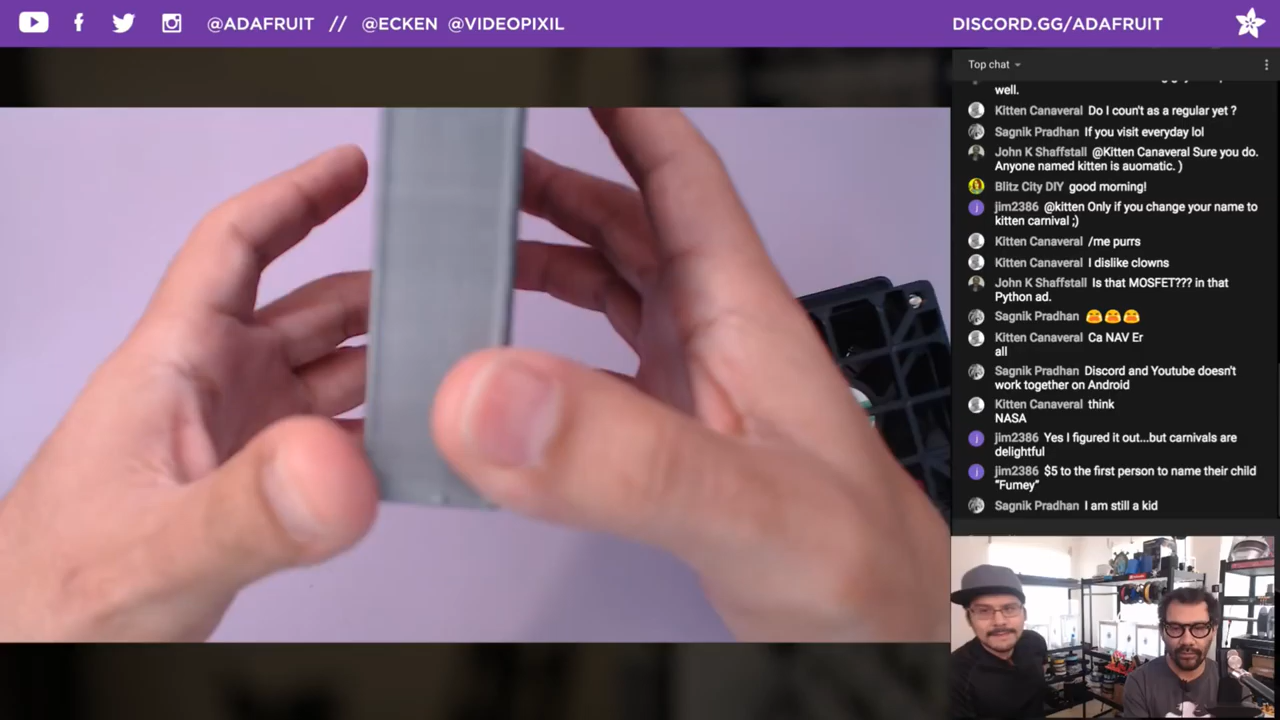 @ADAFRUIT // @ECKEN @VIDEOPIXIL
DISCORD.GG/ADAFRUIT
Top chat
well.
Kitten Canaveral Do I coun't as a regular yet ?
Sagnik Pradhan If you visit everyday lol
John K Shaffstall @Kitten Canaveral Sure you do.
Anyone named kitten is auomatic. )
Blitz City DIY good morning!
jim2386 @kitten Only if you change your name to
kitten carnival ;)
Kitten Canaveral /me purrs
Kitten Canaveral I dislike clowns
John K Shaffstall Is that MOSFET??? in that
Python ad.
Sagnik Pradhan
Kitten Canaveral Ca NAV Er
all
Sagnik Pradhan Discord and Youtube doesn't
work together on Android
Kitten Canaveral think
NASA
jim2386 Yes I figured it out...but carnivals are
delightful
jim2386 $5 to the first person to name their child
“Fumey”
Sagnik Pradhan I am still a kid